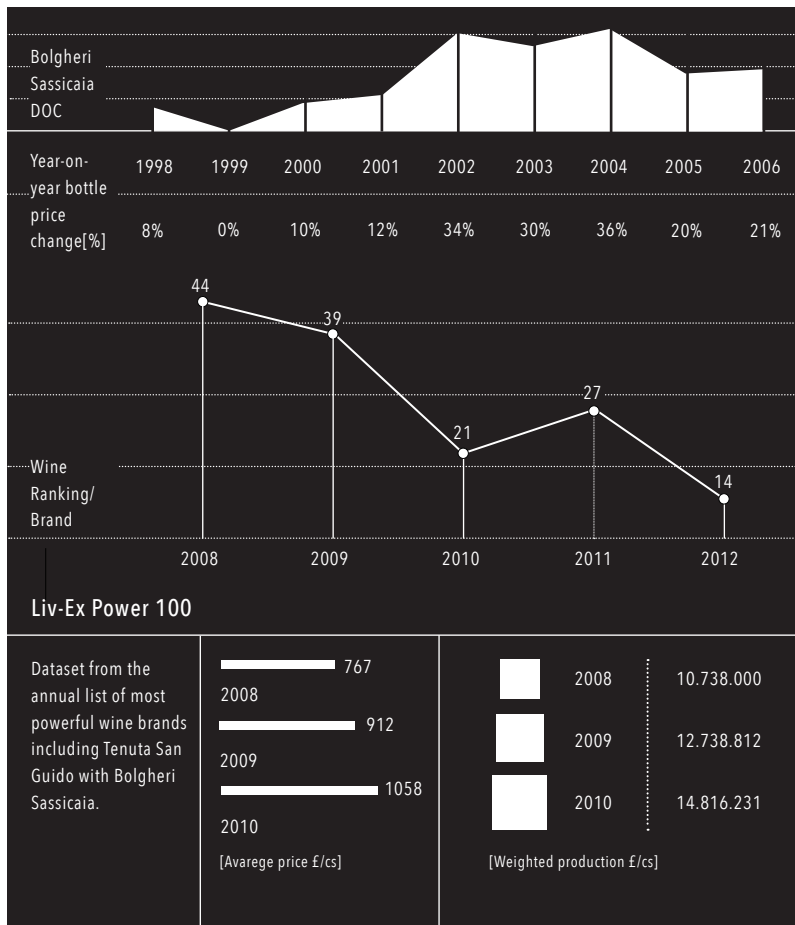 Bolgheri
Sassicaia
DOC
Year-on-
year bottle
price
change[%]
1998 1999 2000 2001 2002 2003 2004 2005 2006
8% 0% 10% 12% 34% 30% 36% 20% 21%
44
39
21
27
14
Wine
Ranking/
Brand
2008 2009 2010 2011 2012
Liv-Ex Power 100
Dataset from the
annual list of most
powerful wine brands
including Tenuta San
Guido with Bolgheri
Sassicaia.
767
2008
912
2009
1058
2010
[Avarege price £/cs]
2008 10.738.000
2009 12.738.812
2010 14.816.231
[Weighted production £/cs]